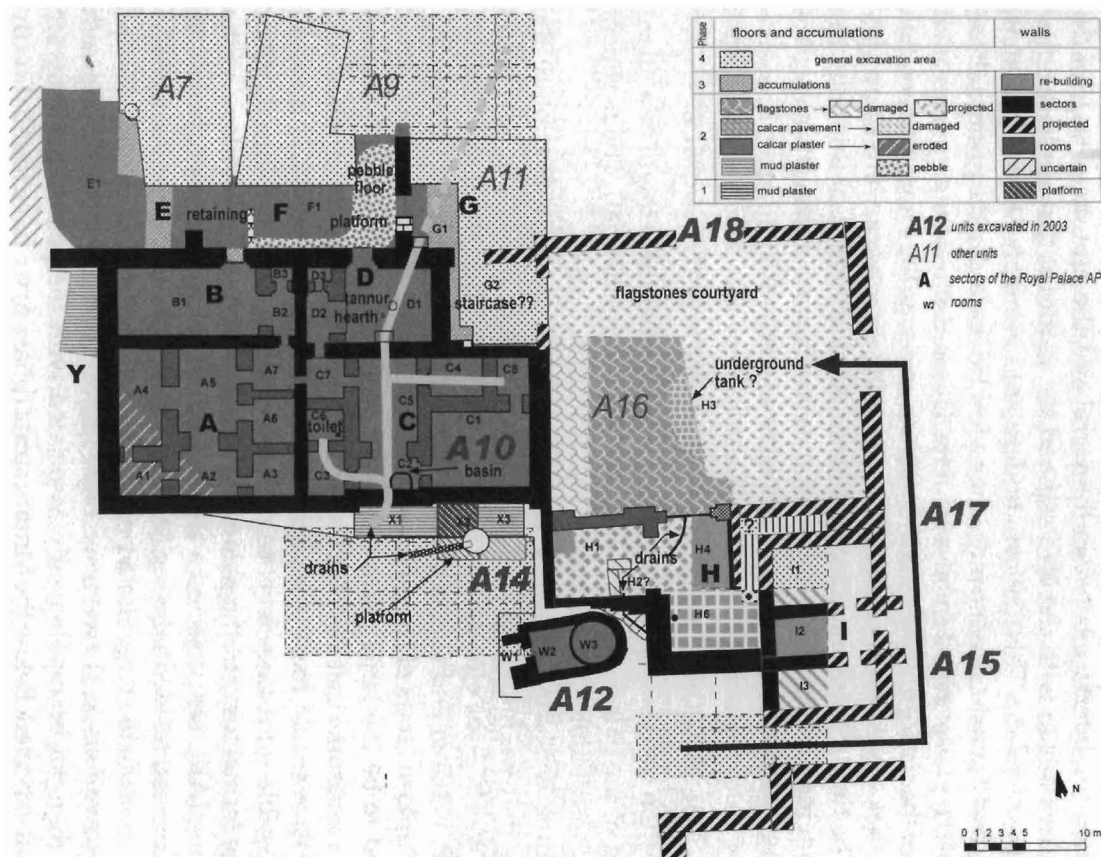 Phase
floors and accumulations
walls
4
general excavation area
3
accumulations
re-building
2
flagstones
damaged
projected
sectors
calcar pavement
damaged
projected
calcar plaster
eroded
rooms
mud plaster
pebble
uncertain
1
mud plaster
platform
A12 units excavated in 2003
A11 other units
A sectors of the Royal Palace AP
W2 rooms
A7
A9
A11
A18
E1
pebble
floor
E
retaining
F
F1
platform
G
G1
flagstones courtyard
B
B1
B3
B2
D3
D2
D
tannur
hearth
D1
G2
staircase??
underground
tank ?
Y
A4
A5
A7
C7
C4
C8
A16
H3
A
A6
C6
toilet
C5
C
C1
A10
A1
A2
A3
C3
C2
basin
X1
X3
A17
drains
A14
platform
H1
drains
H4
H
H2?
?
I1
H6
I2
I
W1
W2
W3
A12
I3
A15
N
0 1 2 3 4 5
10 m